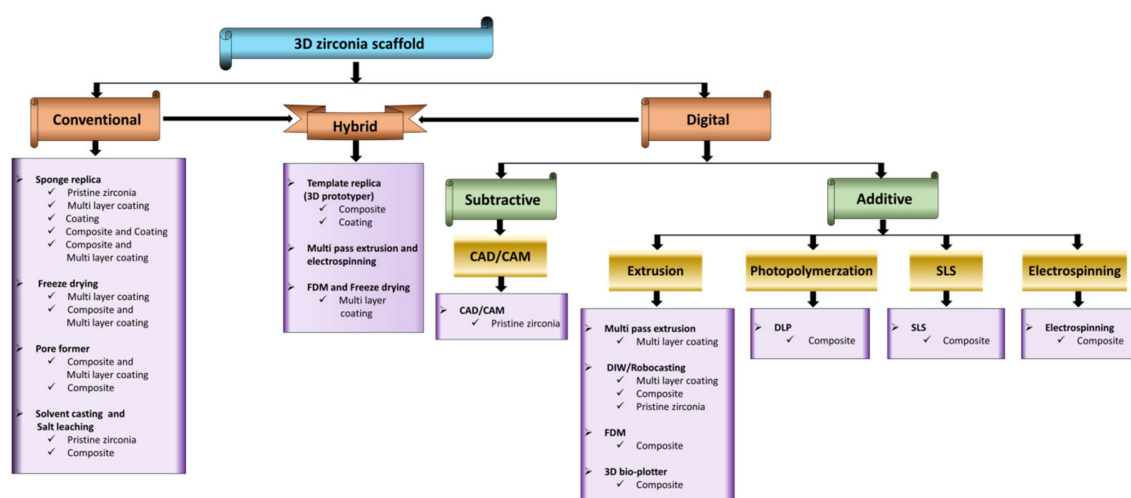 3D zirconia scaffold
Conventional
Hybrid
Digital
Sponge replica
Pristine zirconia
Multi layer coating
Coating
Composite and Coating
Composite and
Multi layer coating
Freeze drying
Multi layer coating
Composite and
Multi layer coating
Pore former
Composite and
Multi layer coating
Composite
Solvent casting and
Salt leaching
Pristine zirconia
Composite
Template replica
(3D prototyper)
Composite
Coating
Multi pass extrusion and
electrospinning
FDM and Freeze drying
Multi layer
coating
Subtractive
Additive
CAD/CAM
CAD/CAM
Pristine zirconia
Extrusion
Photopolymerzation
SLS
Electrospinning
Multi pass extrusion
Multi layer coating
DIW/Robocasting
Multi layer coating
Composite
Pristine zirconia
FDM
Composite
3D bio-plotter
Composite
DLP
Composite
SLS
Composite
Electrospinning
Composite